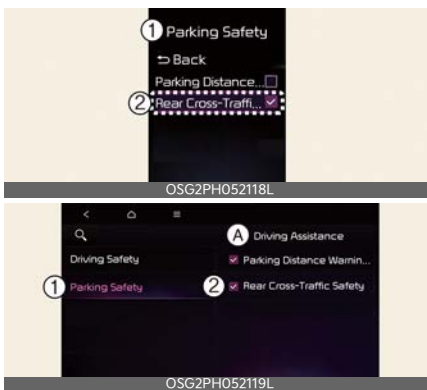 1 Parking Safety
Back
Parking Distance...
2 Rear Cross-Traffi...
OSG2PH052118L
A Driving Assistance
Driving Safety
Parking Distance Warnin...
1 Parking Safety
2 Rear Cross-Traffic Safety
OSG2PH052119L